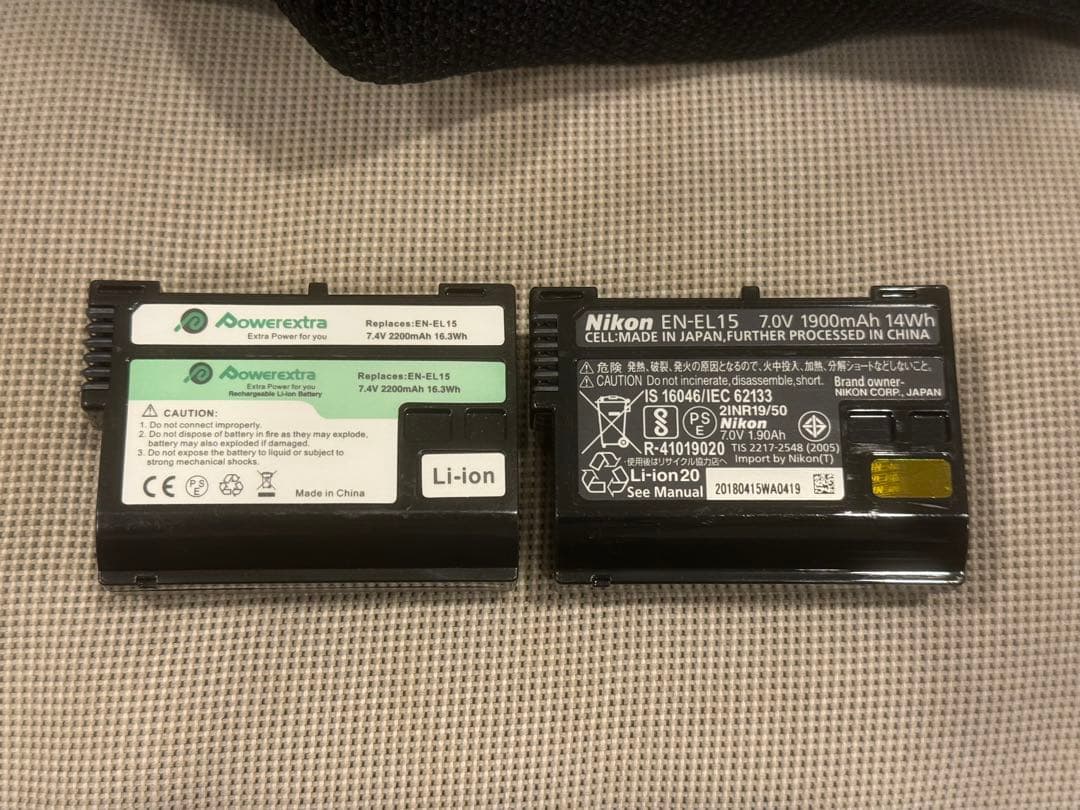 Powerextra
Extra Power for you
Replaces:EN-EL15
7.4V 2200mAh 16.3Wh
Powerextra
Extra Power for you
Rechargeable Li-ion Battery
Replaces:EN-EL15
7.4V 2200mAh 16.3Wh
CAUTION:
1. Do not connect improperly.
2. Do not dispose of battery in fire as they may explode,
battery may also explode if damaged.
3. Do not expose the battery to liquid or subject to
strong mechanical shocks.
CE PSE Made in China
Li-ion
Nikon EN-EL15 7.0V 1900mAh 14Wh
CELL:MADE IN JAPAN,FURTHER PROCESSED IN CHINA
危険 発熱、破裂、発火の原因となるので、火中投入、加熱、分解ショートなどしないこと。
CAUTION Do not incinerate,disassemble,short.
Brand owner-
NIKON CORP., JAPAN
IS 16046/IEC 62133
PSE
2INR19/50
Nikon
7.0V 1.90Ah
R-41019020 TIS 2217-2548 (2005)
・使用後はリサイクル協力店へ Import by Nikon(T)
Li-ion20
See Manual
20180415WA0419